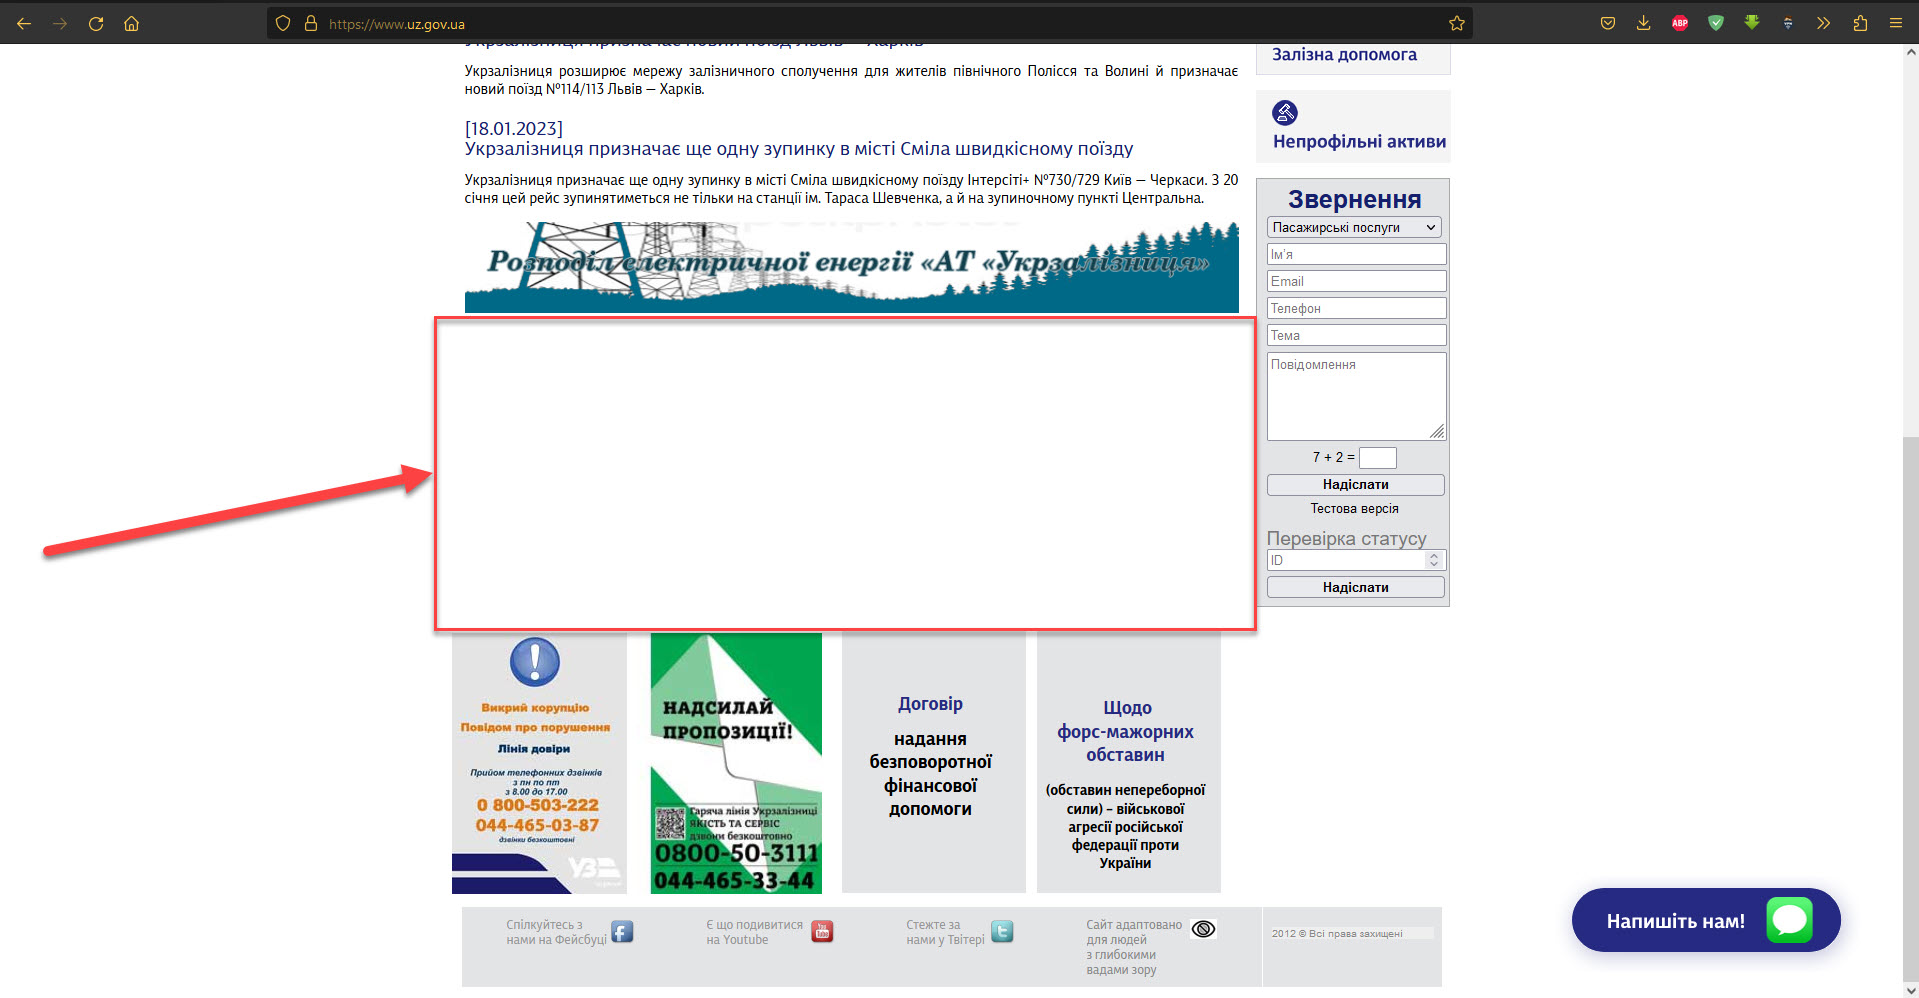 https://www.uz.gov.ua
ABP
Укрзалізниця призначає новий поїзд Львів – Харків
Укрзалізниця розширює мережу залізничного сполучення для жителів північного Полісся та Волині й призначає
новий поїзд №114/113 Львів – Харків.
[18.01.2023]
Укрзалізниця призначає ще одну зупинку в місті Сміла швидкісному поїзду
Укрзалізниця призначає ще одну зупинку в місті Сміла швидкісному поїзду Інтерсіті+ №730/729 Київ – Черкаси. З 20
січня цей рейс зупинятиметься не тільки на станції ім. Тараса Шевченка, а й на зупиночному пункті Центральна.
Розподіл електричної енергії «АТ «Укрзалізниця»
Залізна допомога
Непрофільні активи
Звернення
Пасажирські послуги
Ім'я
Email
Телефон
Тема
Повідомлення
7 + 2 =
Надіслати
Тестова версія
Перевірка статусу
ID
Надіслати
Викрий корупцію
Повідом про порушення
Лінія довіри
Прийом телефонних дзвінків
з пн по пт
з 8.00 до 17.00
0 800-503-222
044-465-03-87
дзвінки безкоштовні
НАДСИЛАЙ
ПРОПОЗИЦІЇ!
Гаряча лінія Укрзалізниці
ЯКІСТЬ ТА СЕРВІС
дзвони безкоштовно
0800-50-3111
044-465-33-44
Договір
надання
безповоротної
фінансової
допомоги
Щодо
форс-мажорних
обставин
(обставин непереборної
сили) – військової
агресії російської
федерації проти
України
Спілкуйтесь з
нами на Фейсбуці
Є що подивитися
на Youtube
Стежте за
нами у Твітері
Сайт адаптовано
для людей
з глибокими
вадами зору
2012 © Всі права захищені
Напишіть нам!